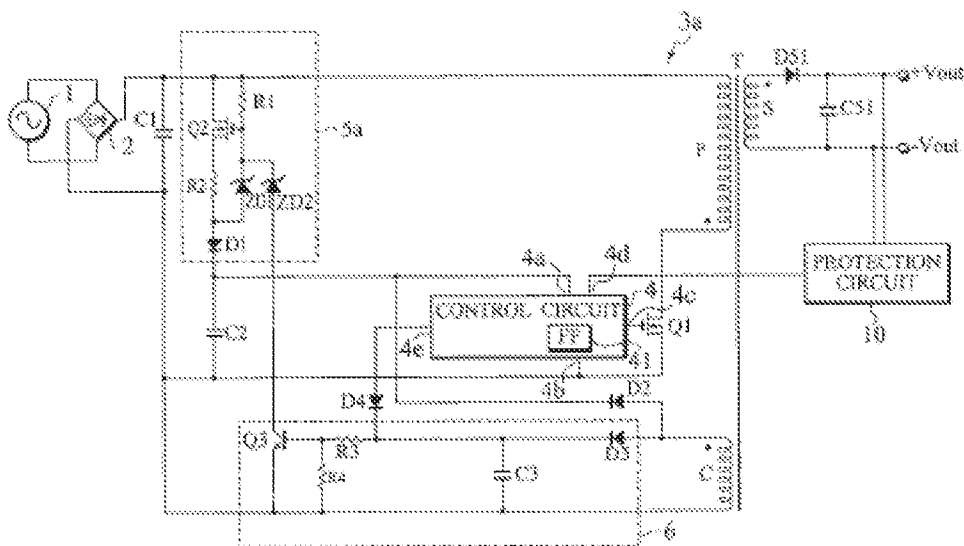 3a
T
D51
+Vout
1
2
C1
Q2
R1
5a
P
S
C51
-Vout
R2
ZD2
D1
4a
4d
4
4c
CONTROL CIRCUIT
FF
41
Q1
PROTECTION
CIRCUIT
10
C2
4e
4b
D4
D2
Q3
R3
R4
C3
D3
C
6